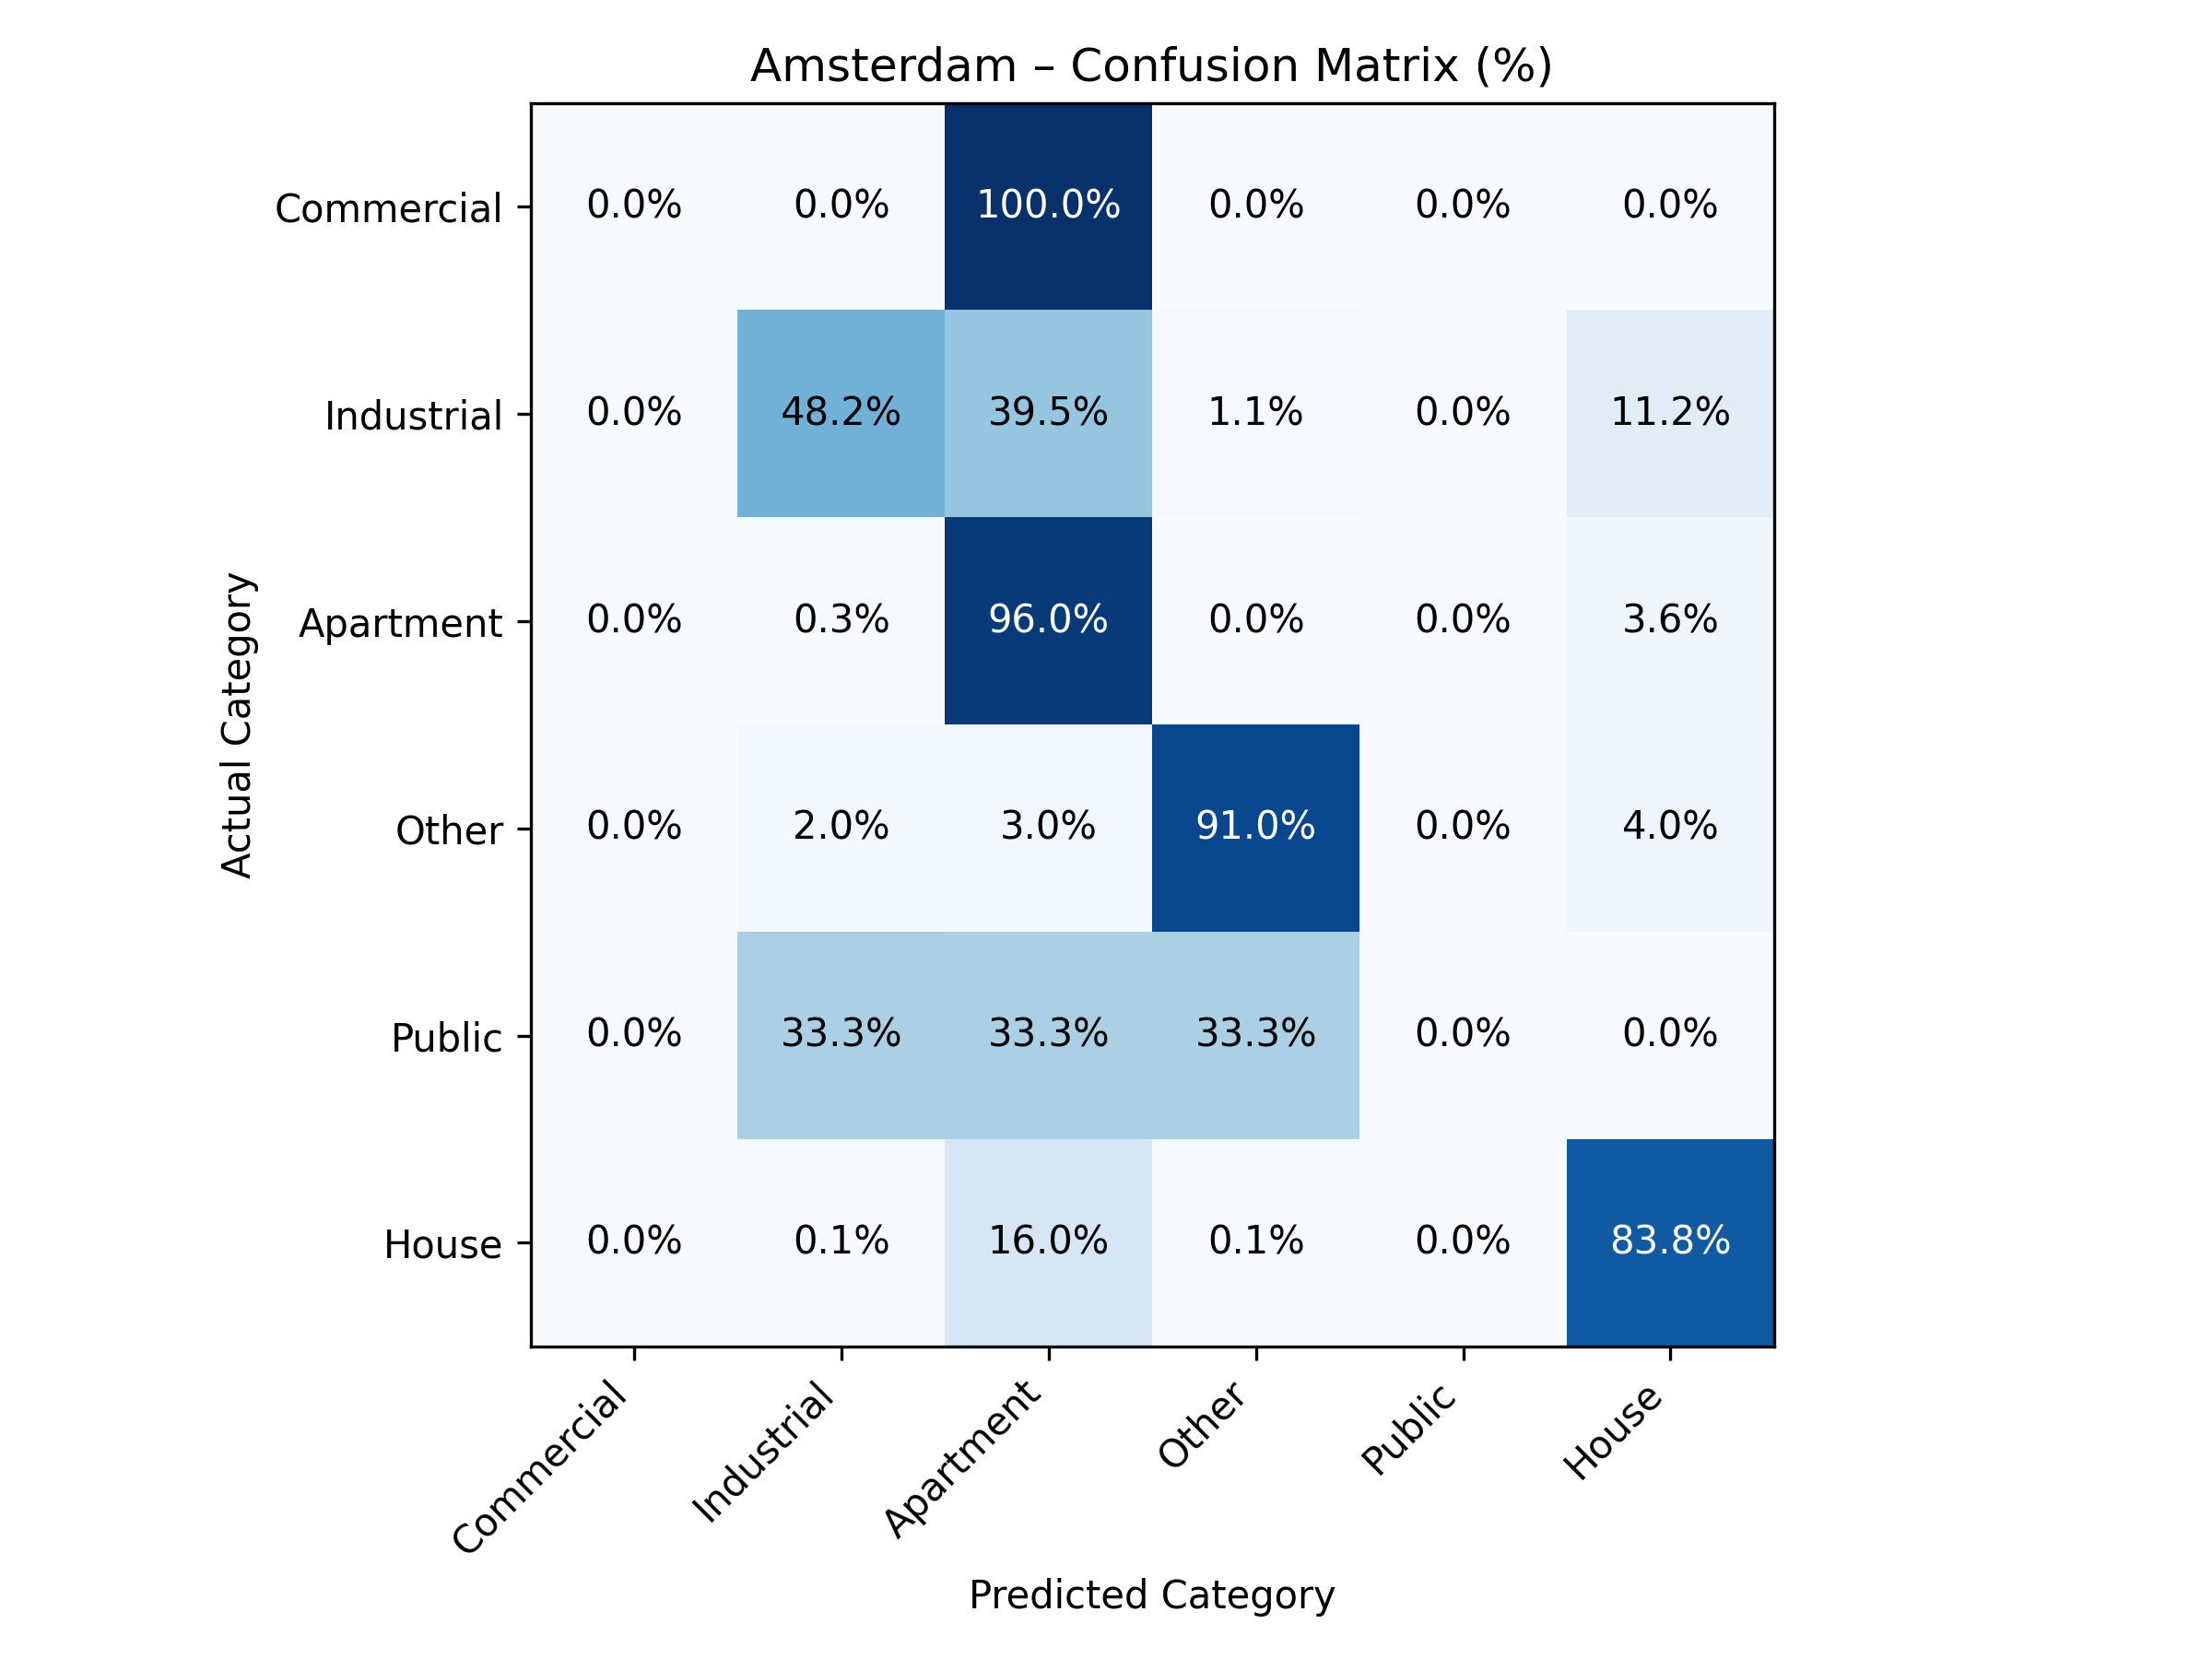 Amsterdam – Confusion Matrix (%)
Actual Category
Commercial 0.0% 0.0% 100.0% 0.0% 0.0% 0.0%
Industrial 0.0% 48.2% 39.5% 1.1% 0.0% 11.2%
Apartment 0.0% 0.3% 96.0% 0.0% 0.0% 3.6%
Other 0.0% 2.0% 3.0% 91.0% 0.0% 4.0%
Public 0.0% 33.3% 33.3% 33.3% 0.0% 0.0%
House 0.0% 0.1% 16.0% 0.1% 0.0% 83.8%
Commercial Industrial Apartment Other Public House
Predicted Category